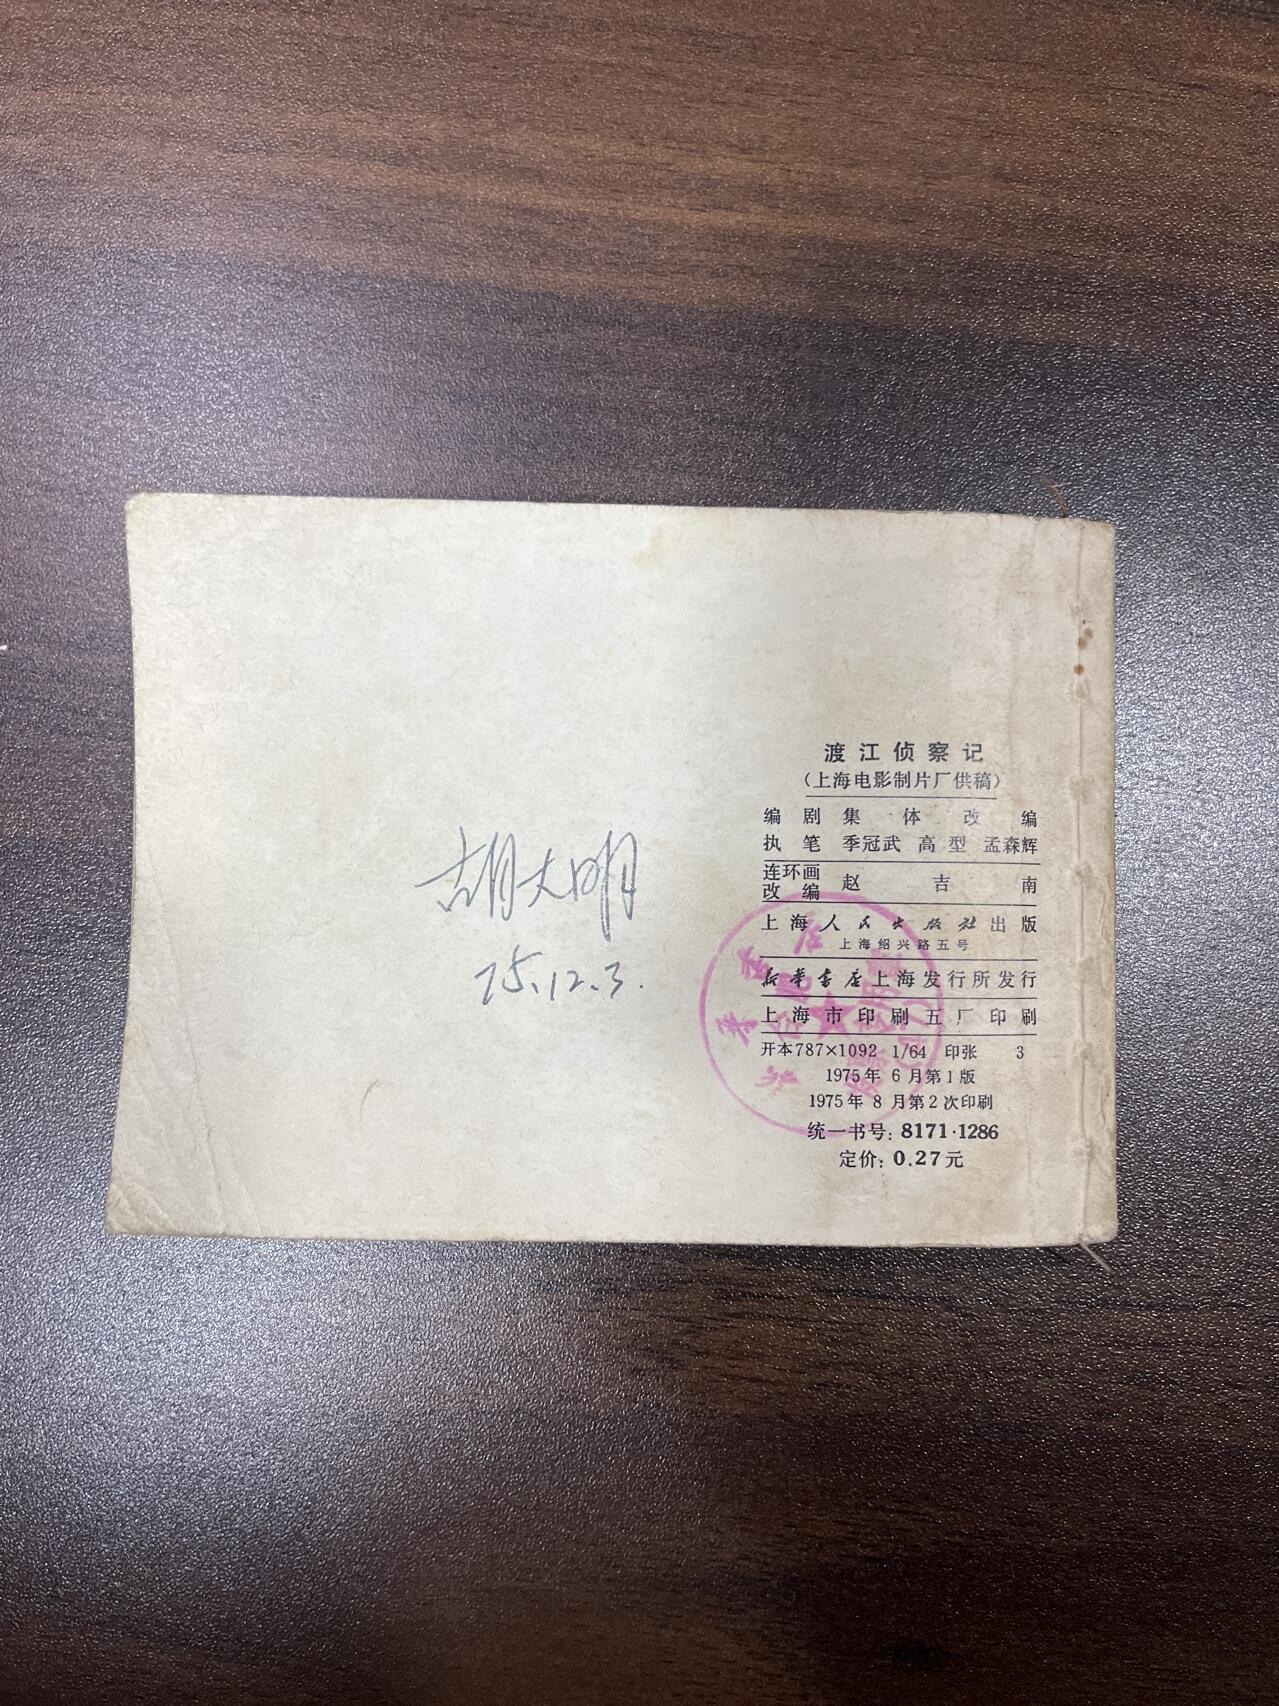 渡江侦察记
（上海电影制片厂供稿）
编剧 集体改编
执笔 季冠武 高型 孟森辉
连环画改编 赵吉南
上海人民出版社出版
上海绍兴路五号
新华书店上海发行所发行
上海市印刷五厂印刷
开本787×1092 1/64 印张 3
1975年6月第1版
1975年8月第2次印刷
统一书号：8171·1286
定价：0.27元
胡大明
75.12.3.